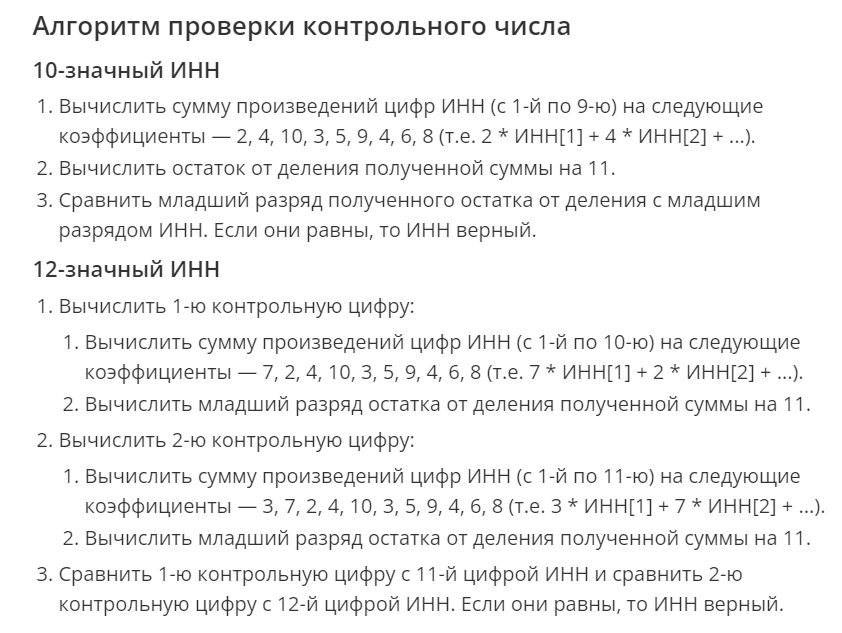 Алгоритм проверки контрольного числа
10-значный ИНН
1. Вычислить сумму произведений цифр ИНН (с 1-й по 9-ю) на следующие
коэффициенты — 2, 4, 10, 3, 5, 9, 4, 6, 8 (т.е. 2 * ИНН[1] + 4 * ИНН[2] + ...).
2. Вычислить остаток от деления полученной суммы на 11.
3. Сравнить младший разряд полученного остатка от деления с младшим
разрядом ИНН. Если они равны, то ИНН верный.
12-значный ИНН
1. Вычислить 1-ю контрольную цифру:
1. Вычислить сумму произведений цифр ИНН (с 1-й по 10-ю) на следующие
коэффициенты — 7, 2, 4, 10, 3, 5, 9, 4, 6, 8 (т.е. 7 * ИНН[1] + 2 * ИНН[2] + ...).
2. Вычислить младший разряд остатка от деления полученной суммы на 11.
2. Вычислить 2-ю контрольную цифру:
1. Вычислить сумму произведений цифр ИНН (с 1-й по 11-ю) на следующие
коэффициенты — 3, 7, 2, 4, 10, 3, 5, 9, 4, 6, 8 (т.е. 3 * ИНН[1] + 7 * ИНН[2] + ...).
2. Вычислить младший разряд остатка от деления полученной суммы на 11.
3. Сравнить 1-ю контрольную цифру с 11-й цифрой ИНН и сравнить 2-ю
контрольную цифру с 12-й цифрой ИНН. Если они равны, то ИНН верный.